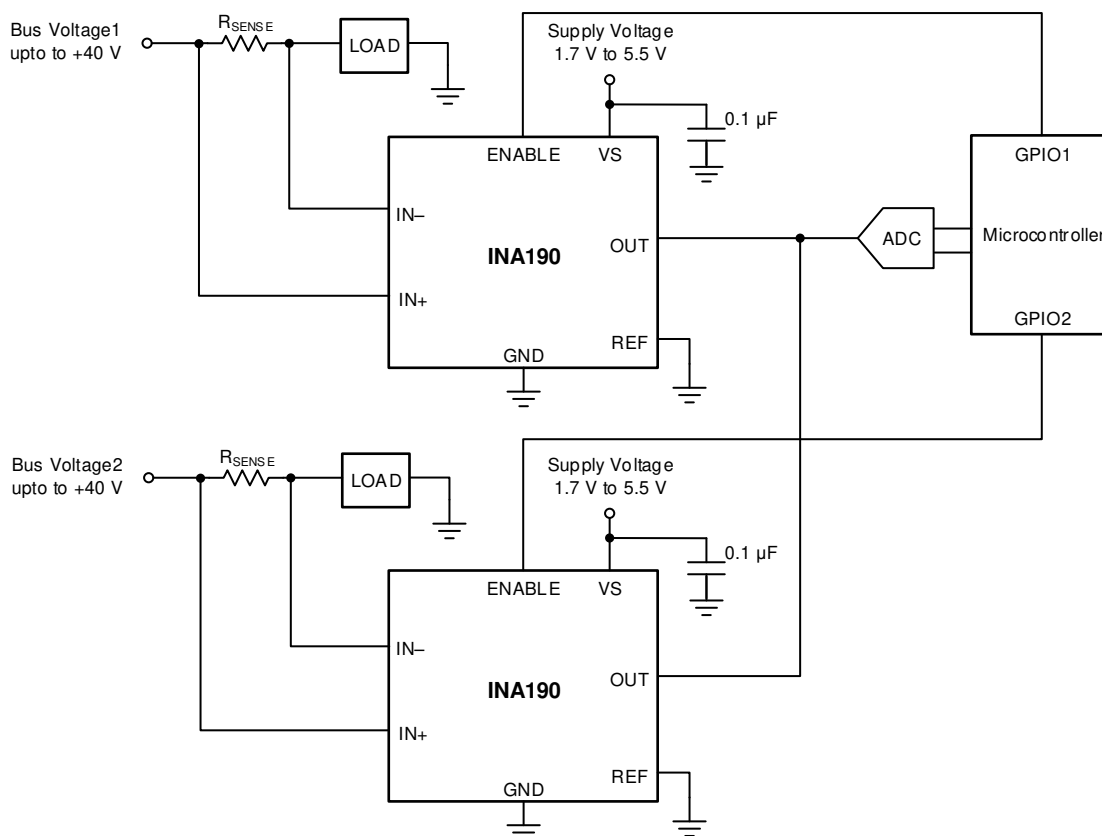 Bus Voltage1
upto to +40 V
RSENSE
LOAD
Supply Voltage
1.7 V to 5.5 V
0.1 µF
ENABLE
VS
GPIO1
IN–
INA190
OUT
ADC
Microcontroller
IN+
GPIO2
REF
GND
Bus Voltage2
upto to +40 V
RSENSE
LOAD
Supply Voltage
1.7 V to 5.5 V
0.1 µF
ENABLE
VS
IN–
INA190
OUT
IN+
REF
GND